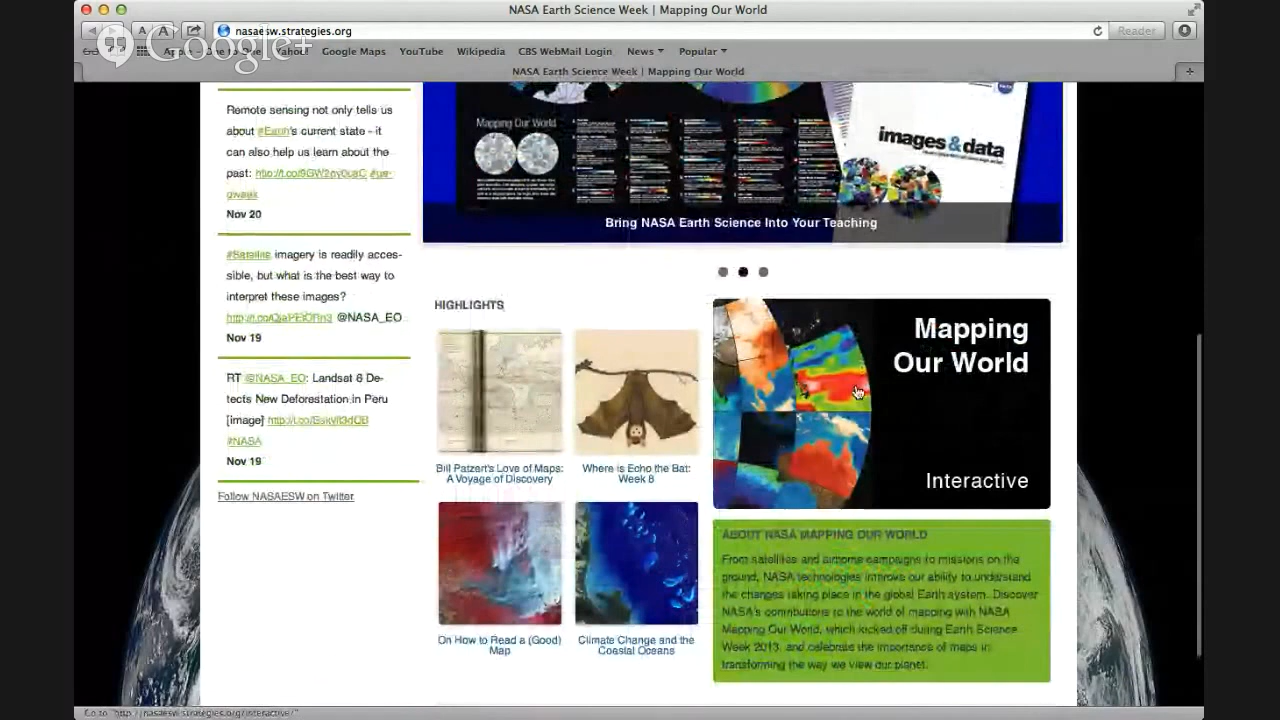 NASA Earth Science Week | Mapping Our World
nasaesw.strategies.org
Reader
Google+
Google Maps YouTube Wikipedia CBS WebMail Login News Popular
NASA Earth Science Week | Mapping Our World
Remote sensing not only tells us
about #Earth's current state - it
can also help us learn about the
past:
Nov 20
#Satellite imagery is readily acces-
sible, but what is the best way to
interpret these images?
@NASA_EO
Nov 19
RT @NASA_EO: Landsat 8 De-
tects New Deforestation in Peru
[image]
#NASA
Nov 19
Follow NASAESW on Twitter
Mapping Our World
images&data
Bring NASA Earth Science Into Your Teaching
HIGHLIGHTS
Bill Patzert's Love of Maps:
A Voyage of Discovery
Where is Echo the Bat:
Week 8
On How to Read a (Good)
Map
Climate Change and the
Coastal Oceans
Mapping
Our World
Interactive
ABOUT NASA MAPPING OUR WORLD
From satellites and airborne campaigns to missions on the
ground, NASA technologies improve our ability to understand
the changes taking place in the global Earth system. Discover
NASA's contributions to the world of mapping with NASA
Mapping Our World, which kicked off during Earth Science
Week 2013, and celebrate the importance of maps in
transforming the way we view our planet.
Go to "http://nasaesw.strategies.org/interactive/"